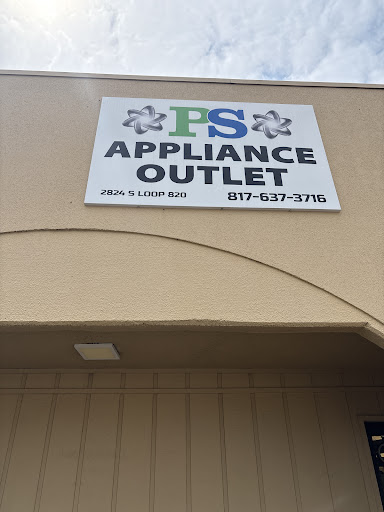 PS
APPLIANCE
OUTLET
2824 S LOOP 820
817-637-3716